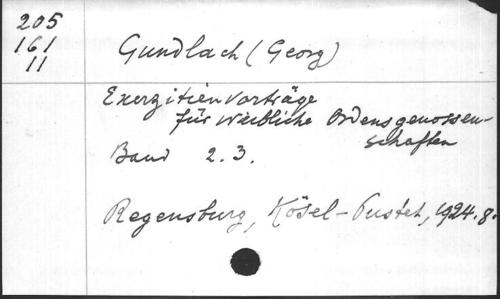 205
161
11
Gundlach (Georg)
Exerzitienvorträge
für weibliche Ordensgenossen-
schaften
Band 2. 3.
Regensburg, Kösel-Pustet, 1924. 8.